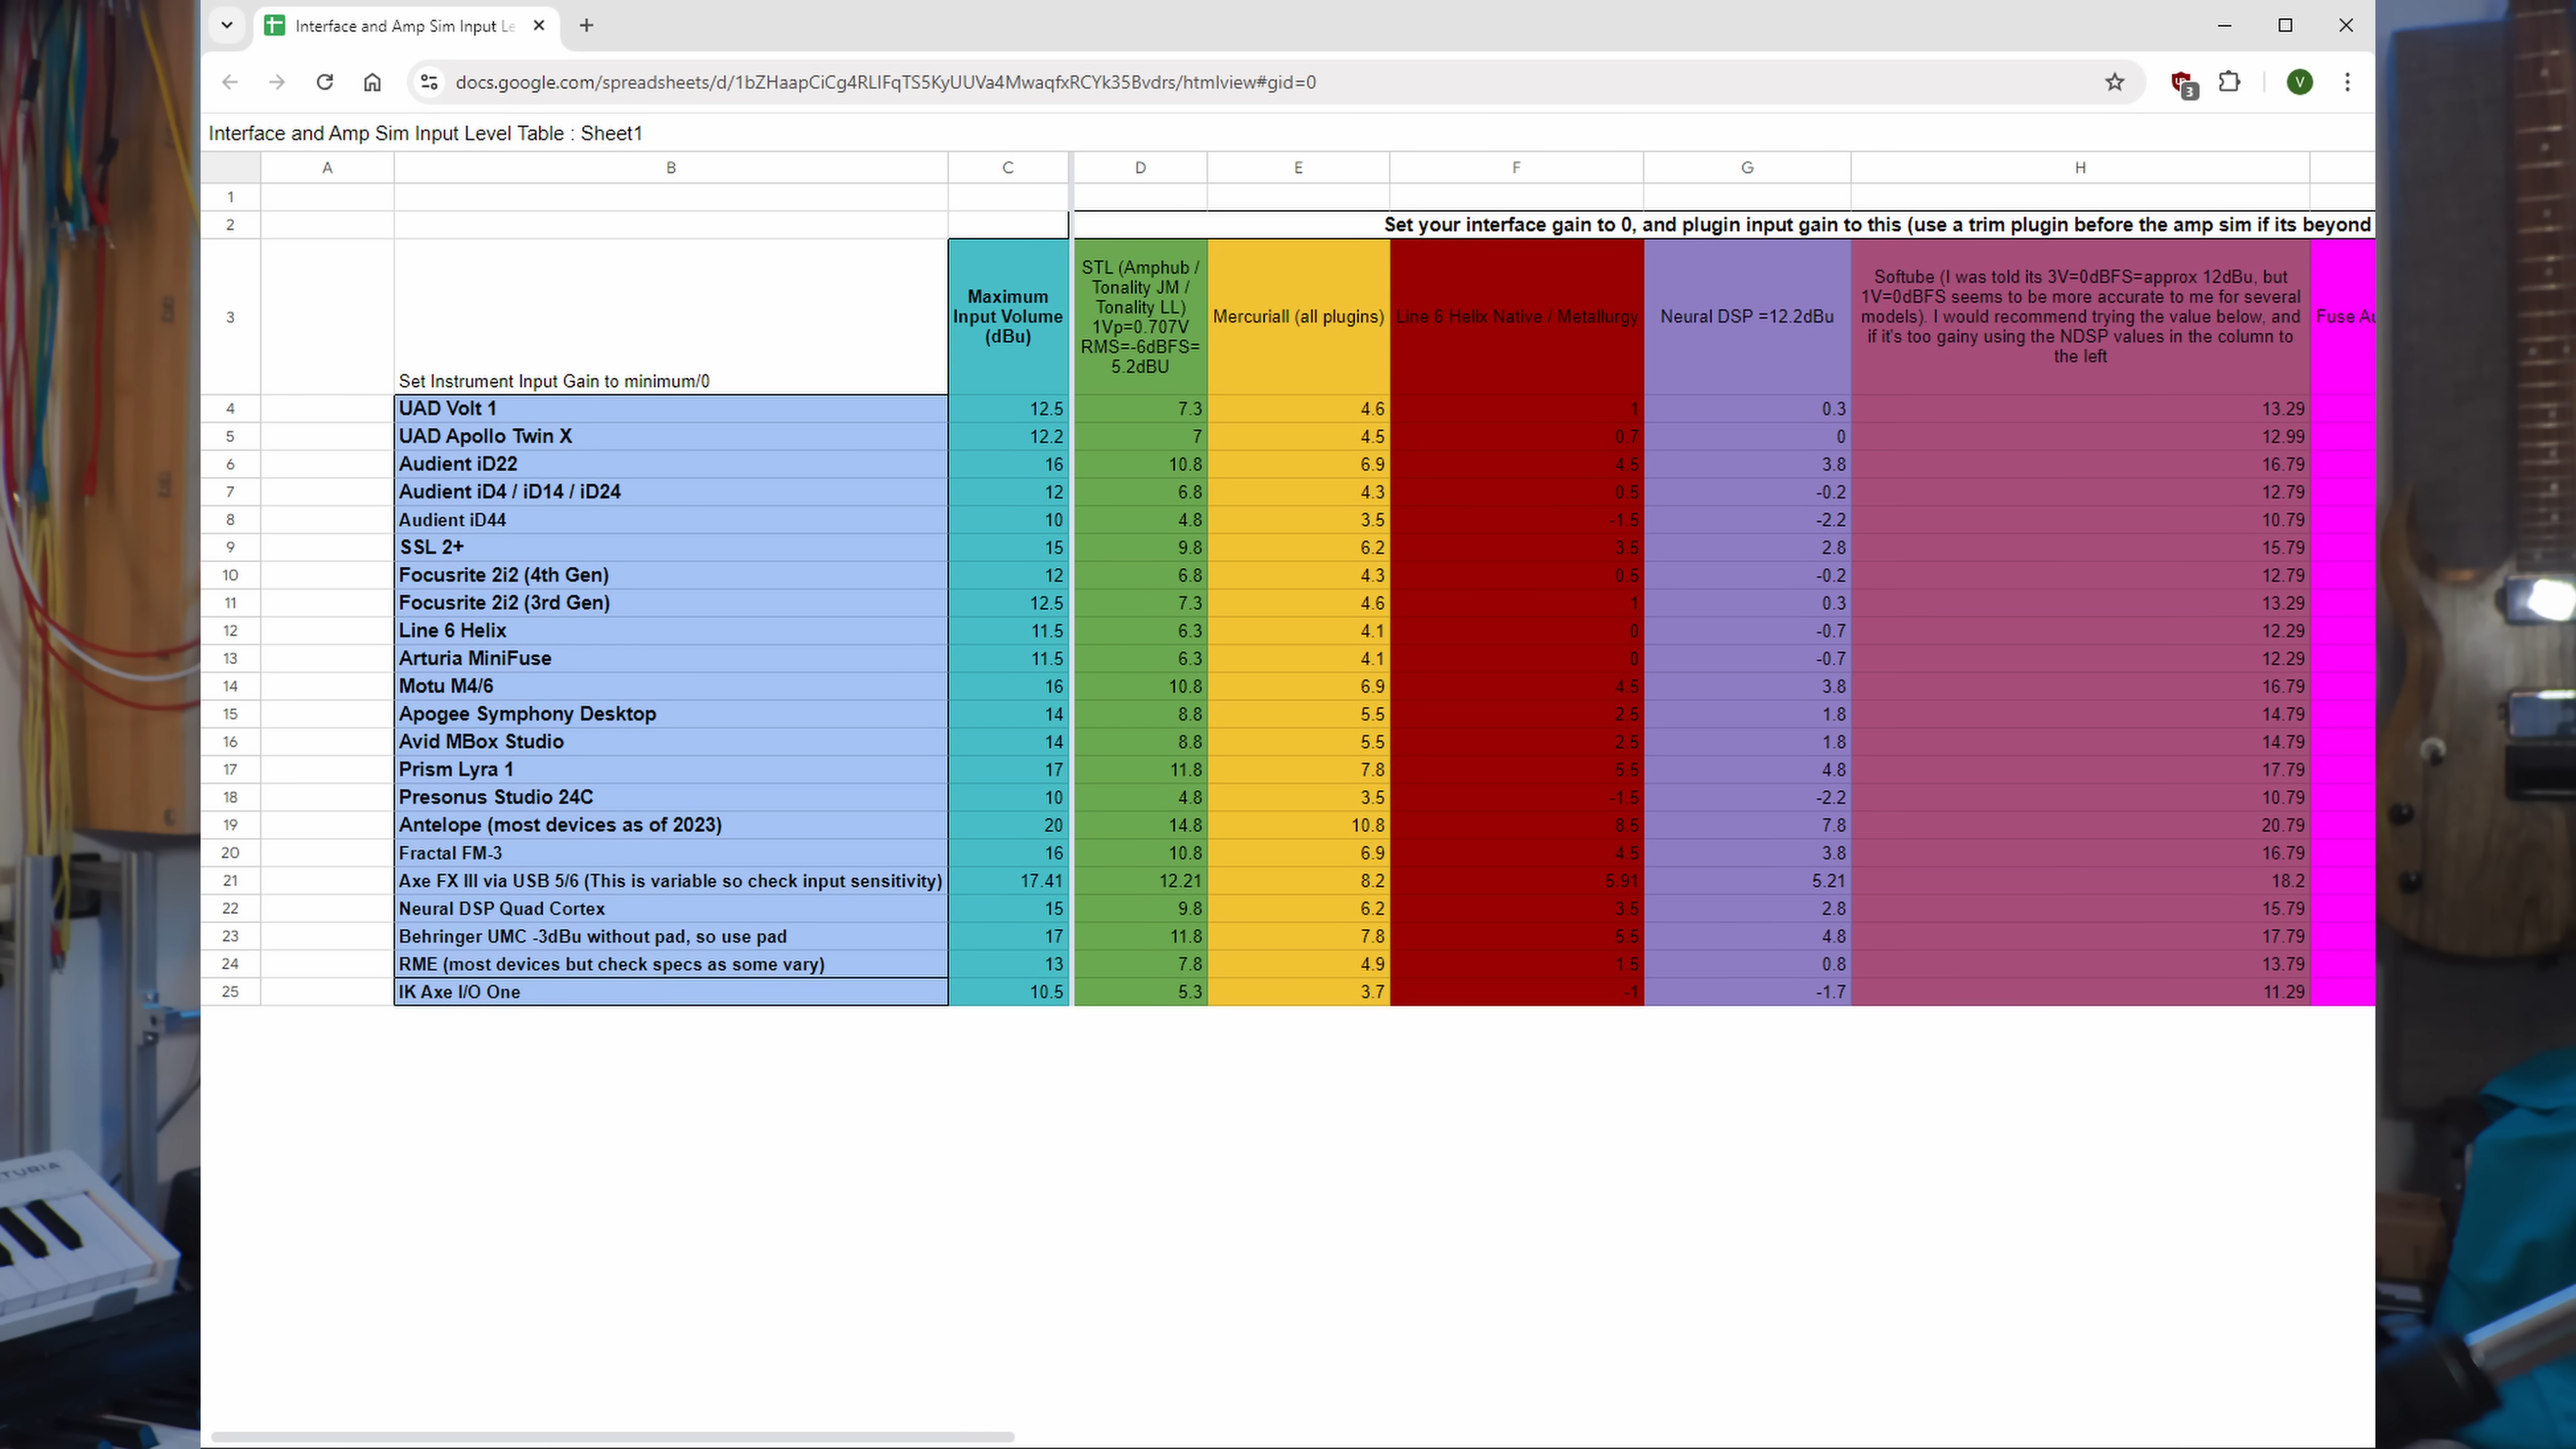 Interface and Amp Sim Input Le
docs.google.com/spreadsheets/d/1bZHaapCiCg4RLlFqTS5KyUUVa4MwaqfxRCYk35Bvdrs/htmlview#gid=0
3
V
Interface and Amp Sim Input Level Table : Sheet1
A B C D E F G H
1
2 Set your interface gain to 0, and plugin input gain to this (use a trim plugin before the amp sim if its beyond
3 Set Instrument Input Gain to minimum/0
Maximum
Input Volume
(dBu)
STL (Amphub /
Tonality JM /
Tonality LL)
1Vp=0.707V
RMS=-6dBFS=
5.2dBU
Mercuriall (all plugins)
Line 6 Helix Native / Metallurgy
Neural DSP =12.2dBu
Softube (I was told its 3V=0dBFS=approx 12dBu, but
1V=0dBFS seems to be more accurate to me for several
models). I would recommend trying the value below, and
if it's too gainy using the NDSP values in the column to
the left
Fuse Au
4 UAD Volt 1 12.5 7.3 4.6 1 0.3 13.29
5 UAD Apollo Twin X 12.2 7 4.5 0.7 0 12.99
6 Audient iD22 16 10.8 6.9 4.5 3.8 16.79
7 Audient iD4 / iD14 / iD24 12 6.8 4.3 0.5 -0.2 12.79
8 Audient iD44 10 4.8 3.5 -1.5 -2.2 10.79
9 SSL 2+ 15 9.8 6.2 3.5 2.8 15.79
10 Focusrite 2i2 (4th Gen) 12 6.8 4.3 0.5 -0.2 12.79
11 Focusrite 2i2 (3rd Gen) 12.5 7.3 4.6 1 0.3 13.29
12 Line 6 Helix 11.5 6.3 4.1 0 -0.7 12.29
13 Arturia MiniFuse 11.5 6.3 4.1 0 -0.7 12.29
14 Motu M4/6 16 10.8 6.9 4.5 3.8 16.79
15 Apogee Symphony Desktop 14 8.8 5.5 2.5 1.8 14.79
16 Avid MBox Studio 14 8.8 5.5 2.5 1.8 14.79
17 Prism Lyra 1 17 11.8 7.8 5.5 4.8 17.79
18 Presonus Studio 24C 10 4.8 3.5 -1.5 -2.2 10.79
19 Antelope (most devices as of 2023) 20 14.8 10.8 8.5 7.8 20.79
20 Fractal FM-3 16 10.8 6.9 4.5 3.8 16.79
21 Axe FX III via USB 5/6 (This is variable so check input sensitivity) 17.41 12.21 8.2 5.91 5.21 18.2
22 Neural DSP Quad Cortex 15 9.8 6.2 3.5 2.8 15.79
23 Behringer UMC -3dBu without pad, so use pad 17 11.8 7.8 5.5 4.8 17.79
24 RME (most devices but check specs as some vary) 13 7.8 4.9 1.5 0.8 13.79
25 IK Axe I/O One 10.5 5.3 3.7 -1 -1.7 11.29
TURIA